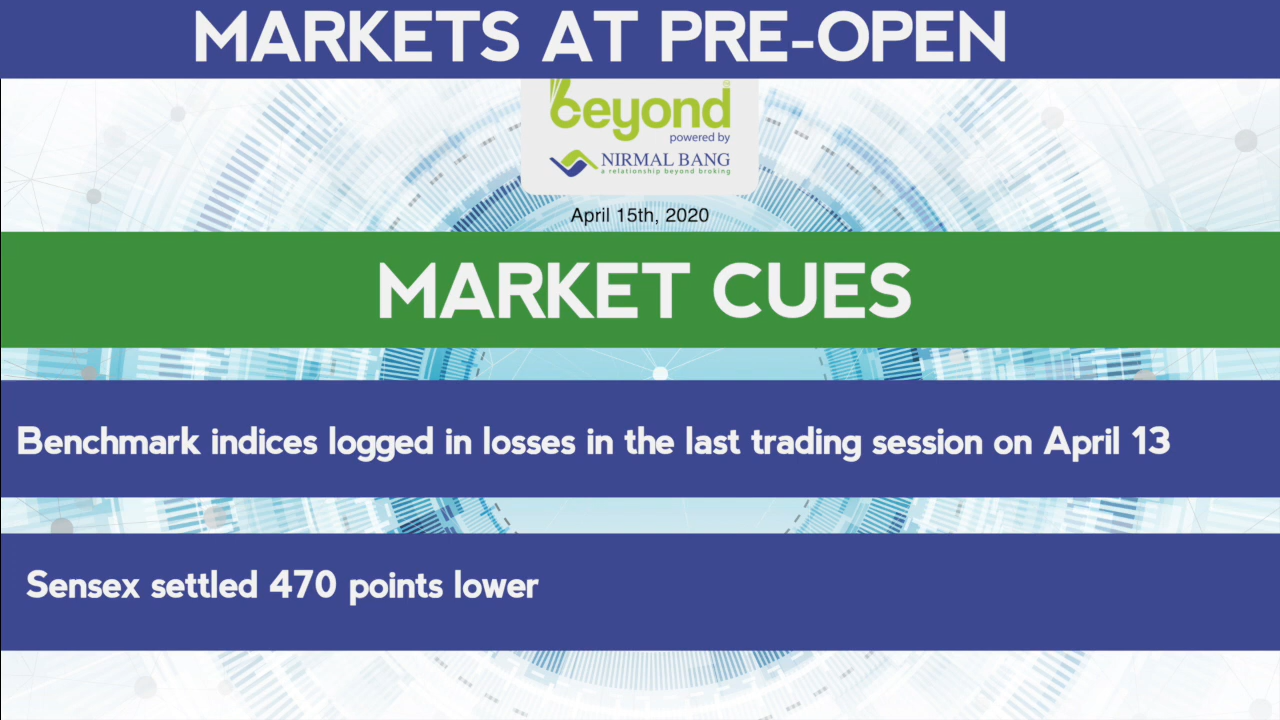 MARKETS AT PRE-OPEN
beyond
powered by
NIRMAL BANG
a relationship beyond broking
April 15th, 2020
MARKET CUES
Benchmark indices logged in losses in the last trading session on April 13
Sensex settled 470 points lower